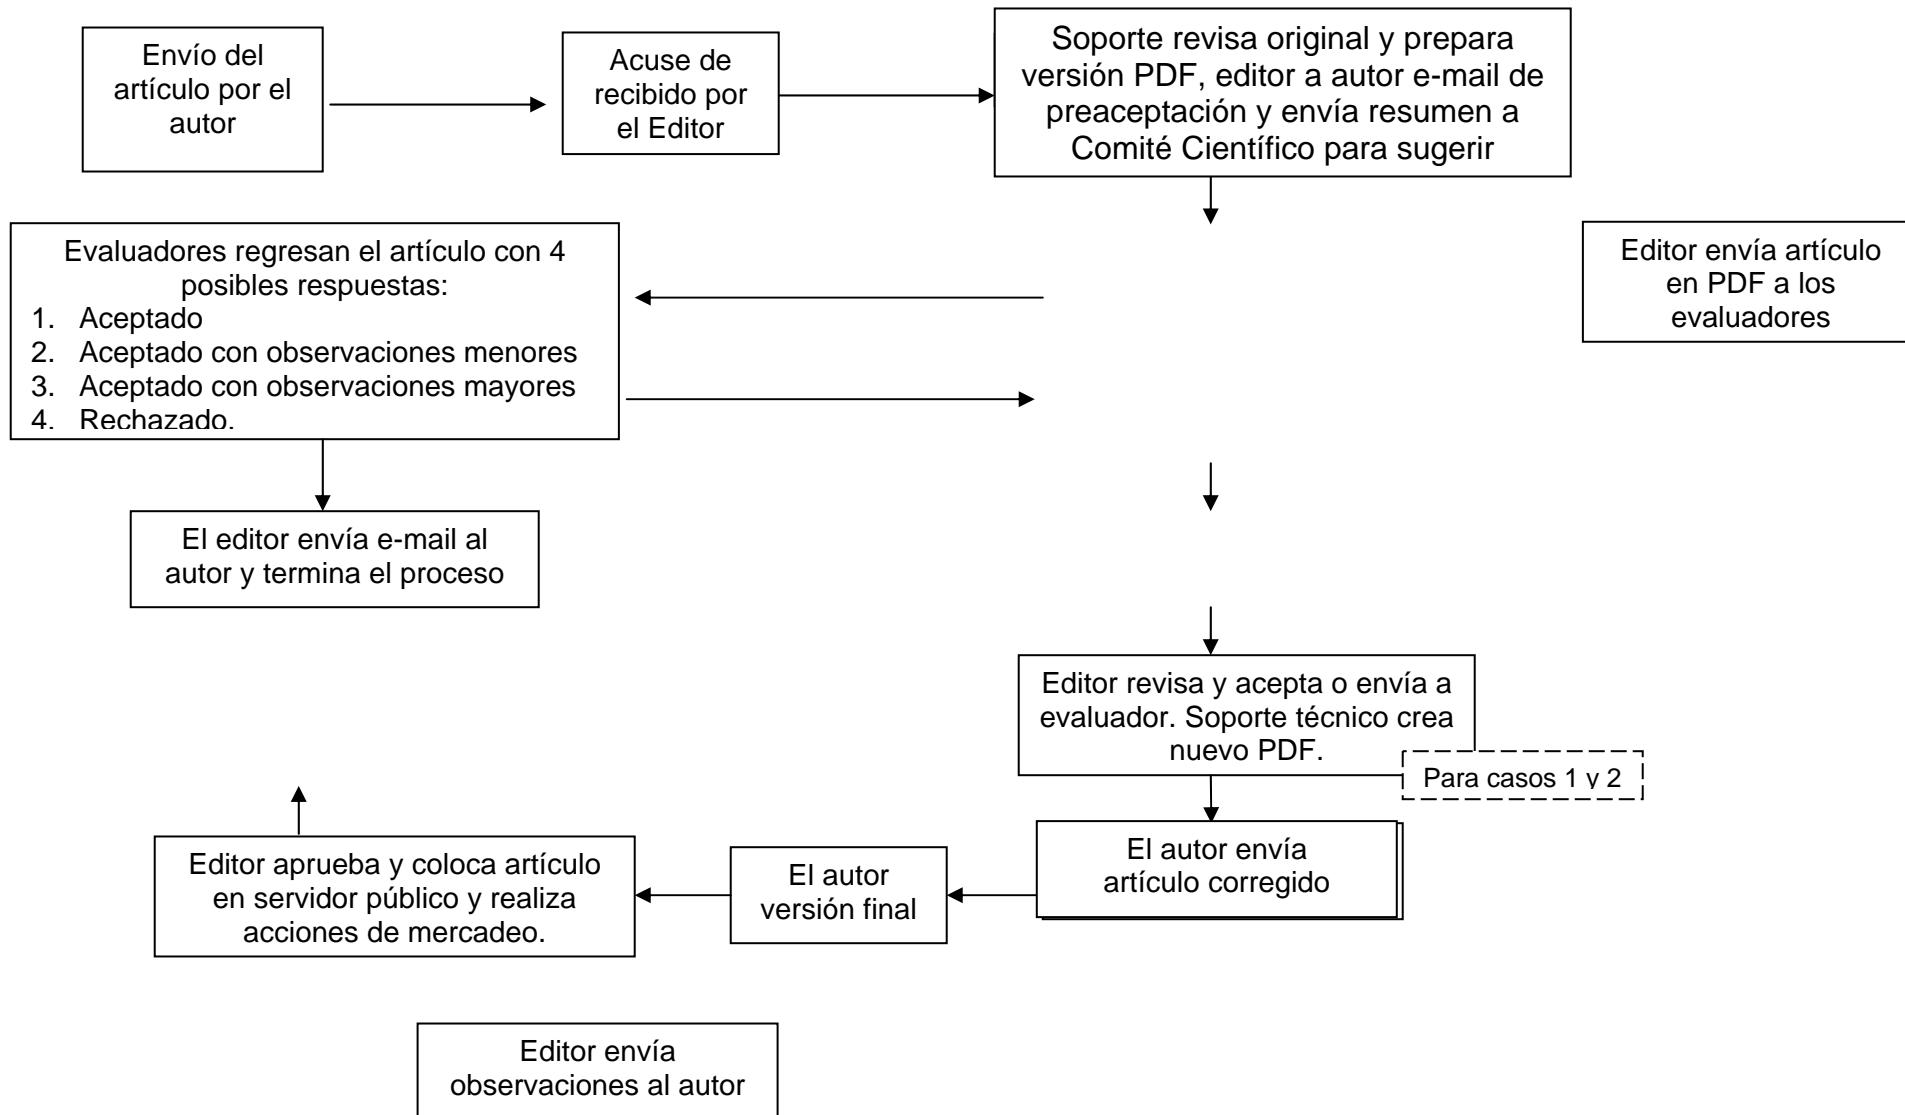 Envío del
artículo por el
autor
Acuse de
recibido por
el Editor
Soporte revisa original y prepara
versión PDF, editor a autor e-mail de
preaceptación y envía resumen a
Comité Científico para sugerir
Evaluadores regresan el artículo con 4
posibles respuestas:
1. Aceptado
2. Aceptado con observaciones menores
3. Aceptado con observaciones mayores
4. Rechazado.
Editor envía artículo
en PDF a los
evaluadores
El editor envía e-mail al
autor y termina el proceso
Editor revisa y acepta o envía a
evaluador. Soporte técnico crea
nuevo PDF.
Para casos 1 y 2
Editor aprueba y coloca artículo
en servidor público y realiza
acciones de mercadeo.
El autor
versión final
El autor envía
artículo corregido
Editor envía
observaciones al autor